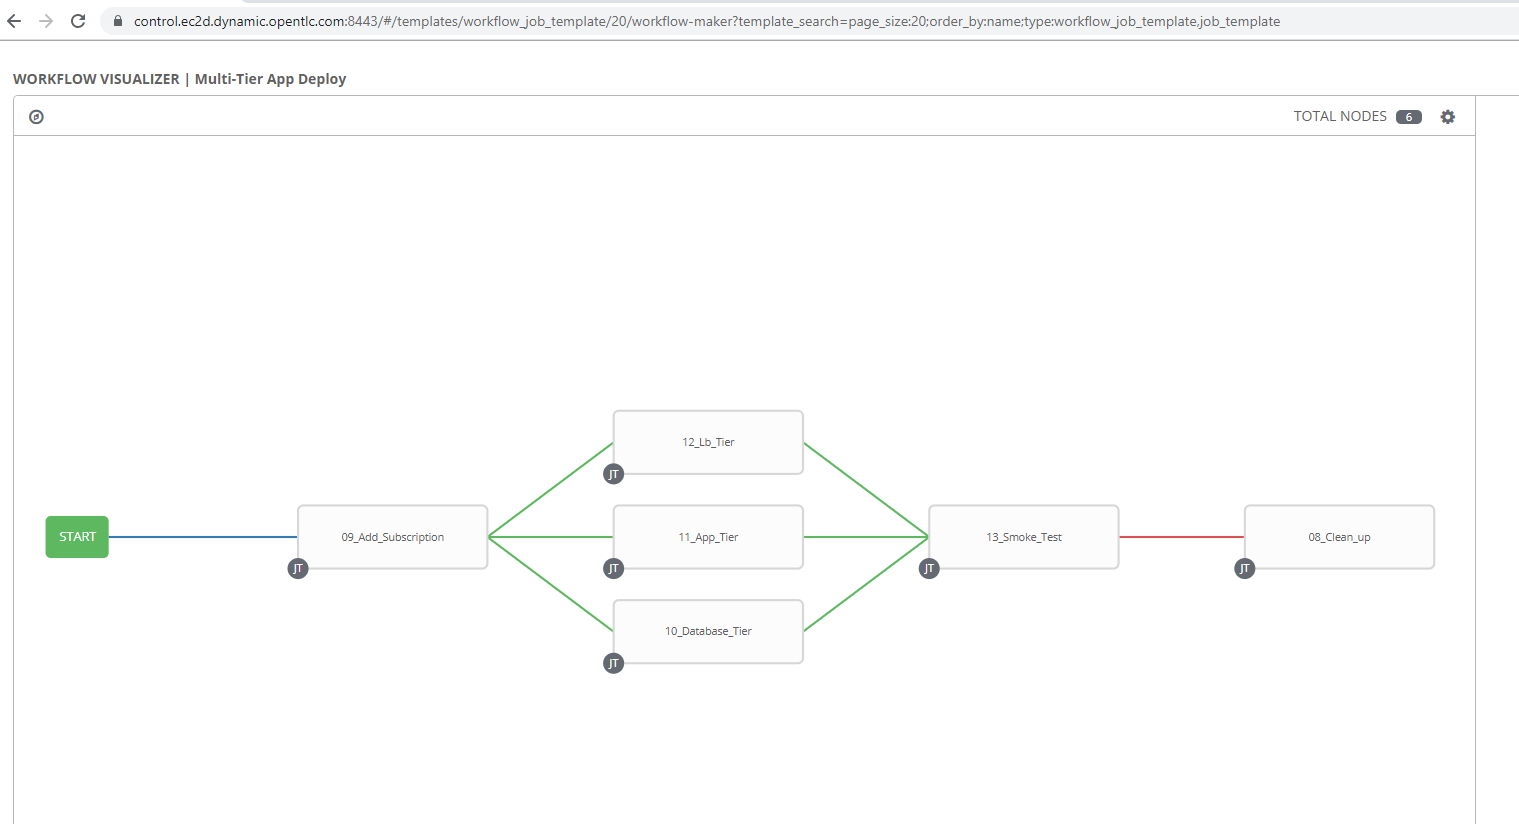 control.ec2d.dynamic.opentlc.com:8443/#/templates/workflow_job_template/20/workflow-maker?template_search=page_size:20;order_by:name;type:workflow_job_template,job_template
WORKFLOW VISUALIZER | Multi-Tier App Deploy
TOTAL NODES 6
START
09_Add_Subscription
JT
12_Lb_Tier
JT
11_App_Tier
JT
10_Database_Tier
JT
13_Smoke_Test
JT
08_Clean_up
JT